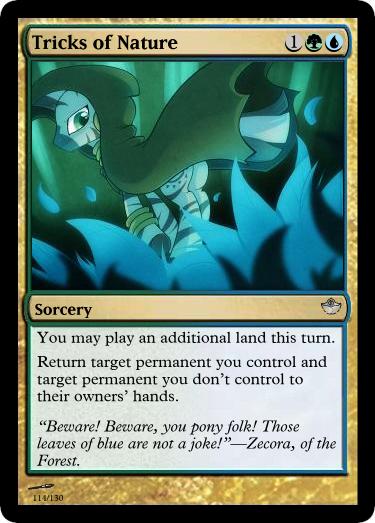 Tricks of Nature 1
Sorcery
You may play an additional land this turn.
Return target permanent you control and
target permanent you don't control to
their owners' hands.
“Beware! Beware, you pony folk! Those
leaves of blue are not a joke!”—Zecora, of the
Forest.
114/130